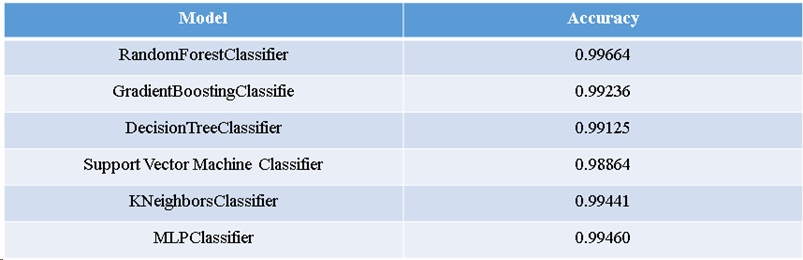 Model Accuracy
RandomForestClassifier 0.99664
GradientBoostingClassifie 0.99236
DecisionTreeClassifier 0.99125
Support Vector Machine Classifier 0.98864
KNeighborsClassifier 0.99441
MLPClassifier 0.99460